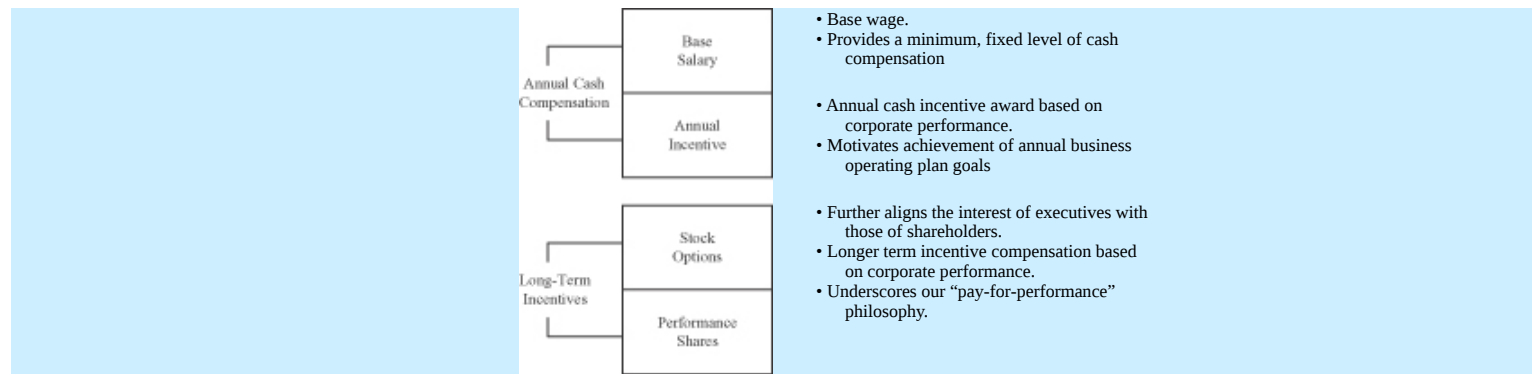 Annual Cash
Compensation
Base
Salary
• Base wage.
• Provides a minimum, fixed level of cash
compensation
Annual
Incentive
• Annual cash incentive award based on
corporate performance.
• Motivates achievement of annual business
operating plan goals
Long-Term
Incentives
Stock
Options
Performance
Shares
• Further aligns the interest of executives with
those of shareholders.
• Longer term incentive compensation based
on corporate performance.
• Underscores our “pay-for-performance”
philosophy.